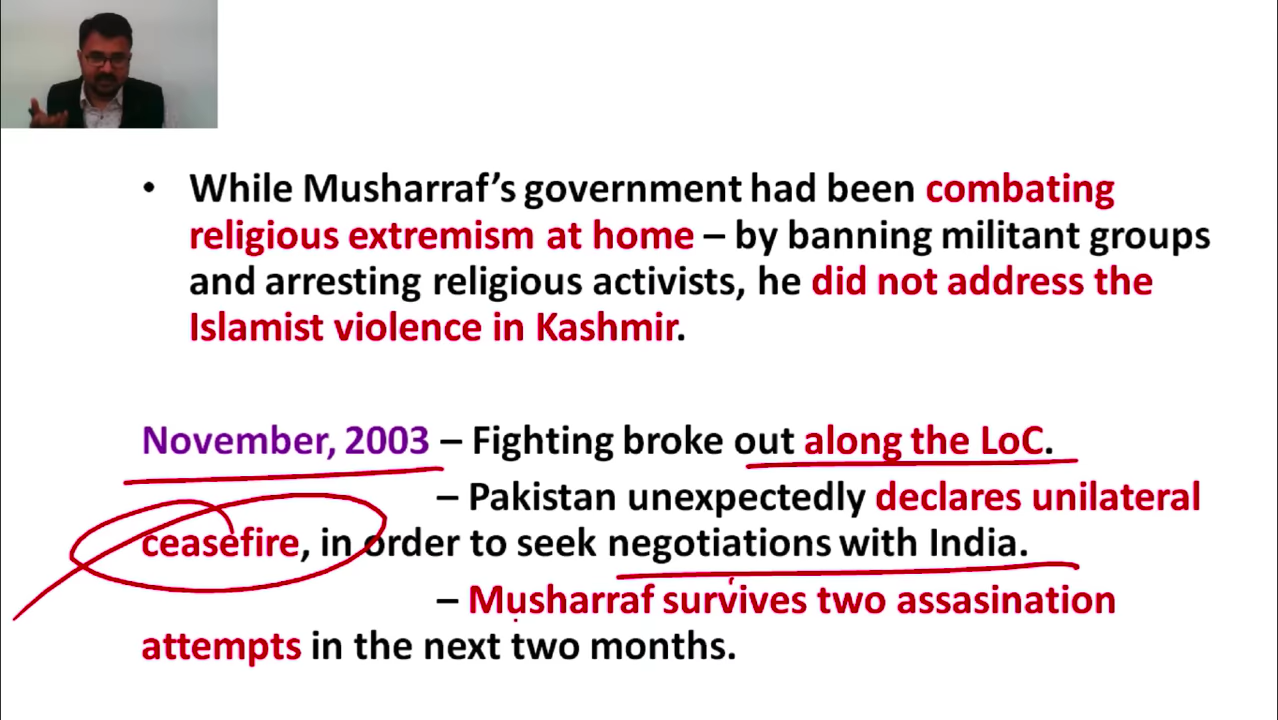 • While Musharraf's government had been combating
religious extremism at home – by banning militant groups
and arresting religious activists, he did not address the
Islamist violence in Kashmir.
November, 2003 – Fighting broke out along the LoC.
– Pakistan unexpectedly declares unilateral
ceasefire, in order to seek negotiations with India.
– Musharraf survives two assasination
attempts in the next two months.